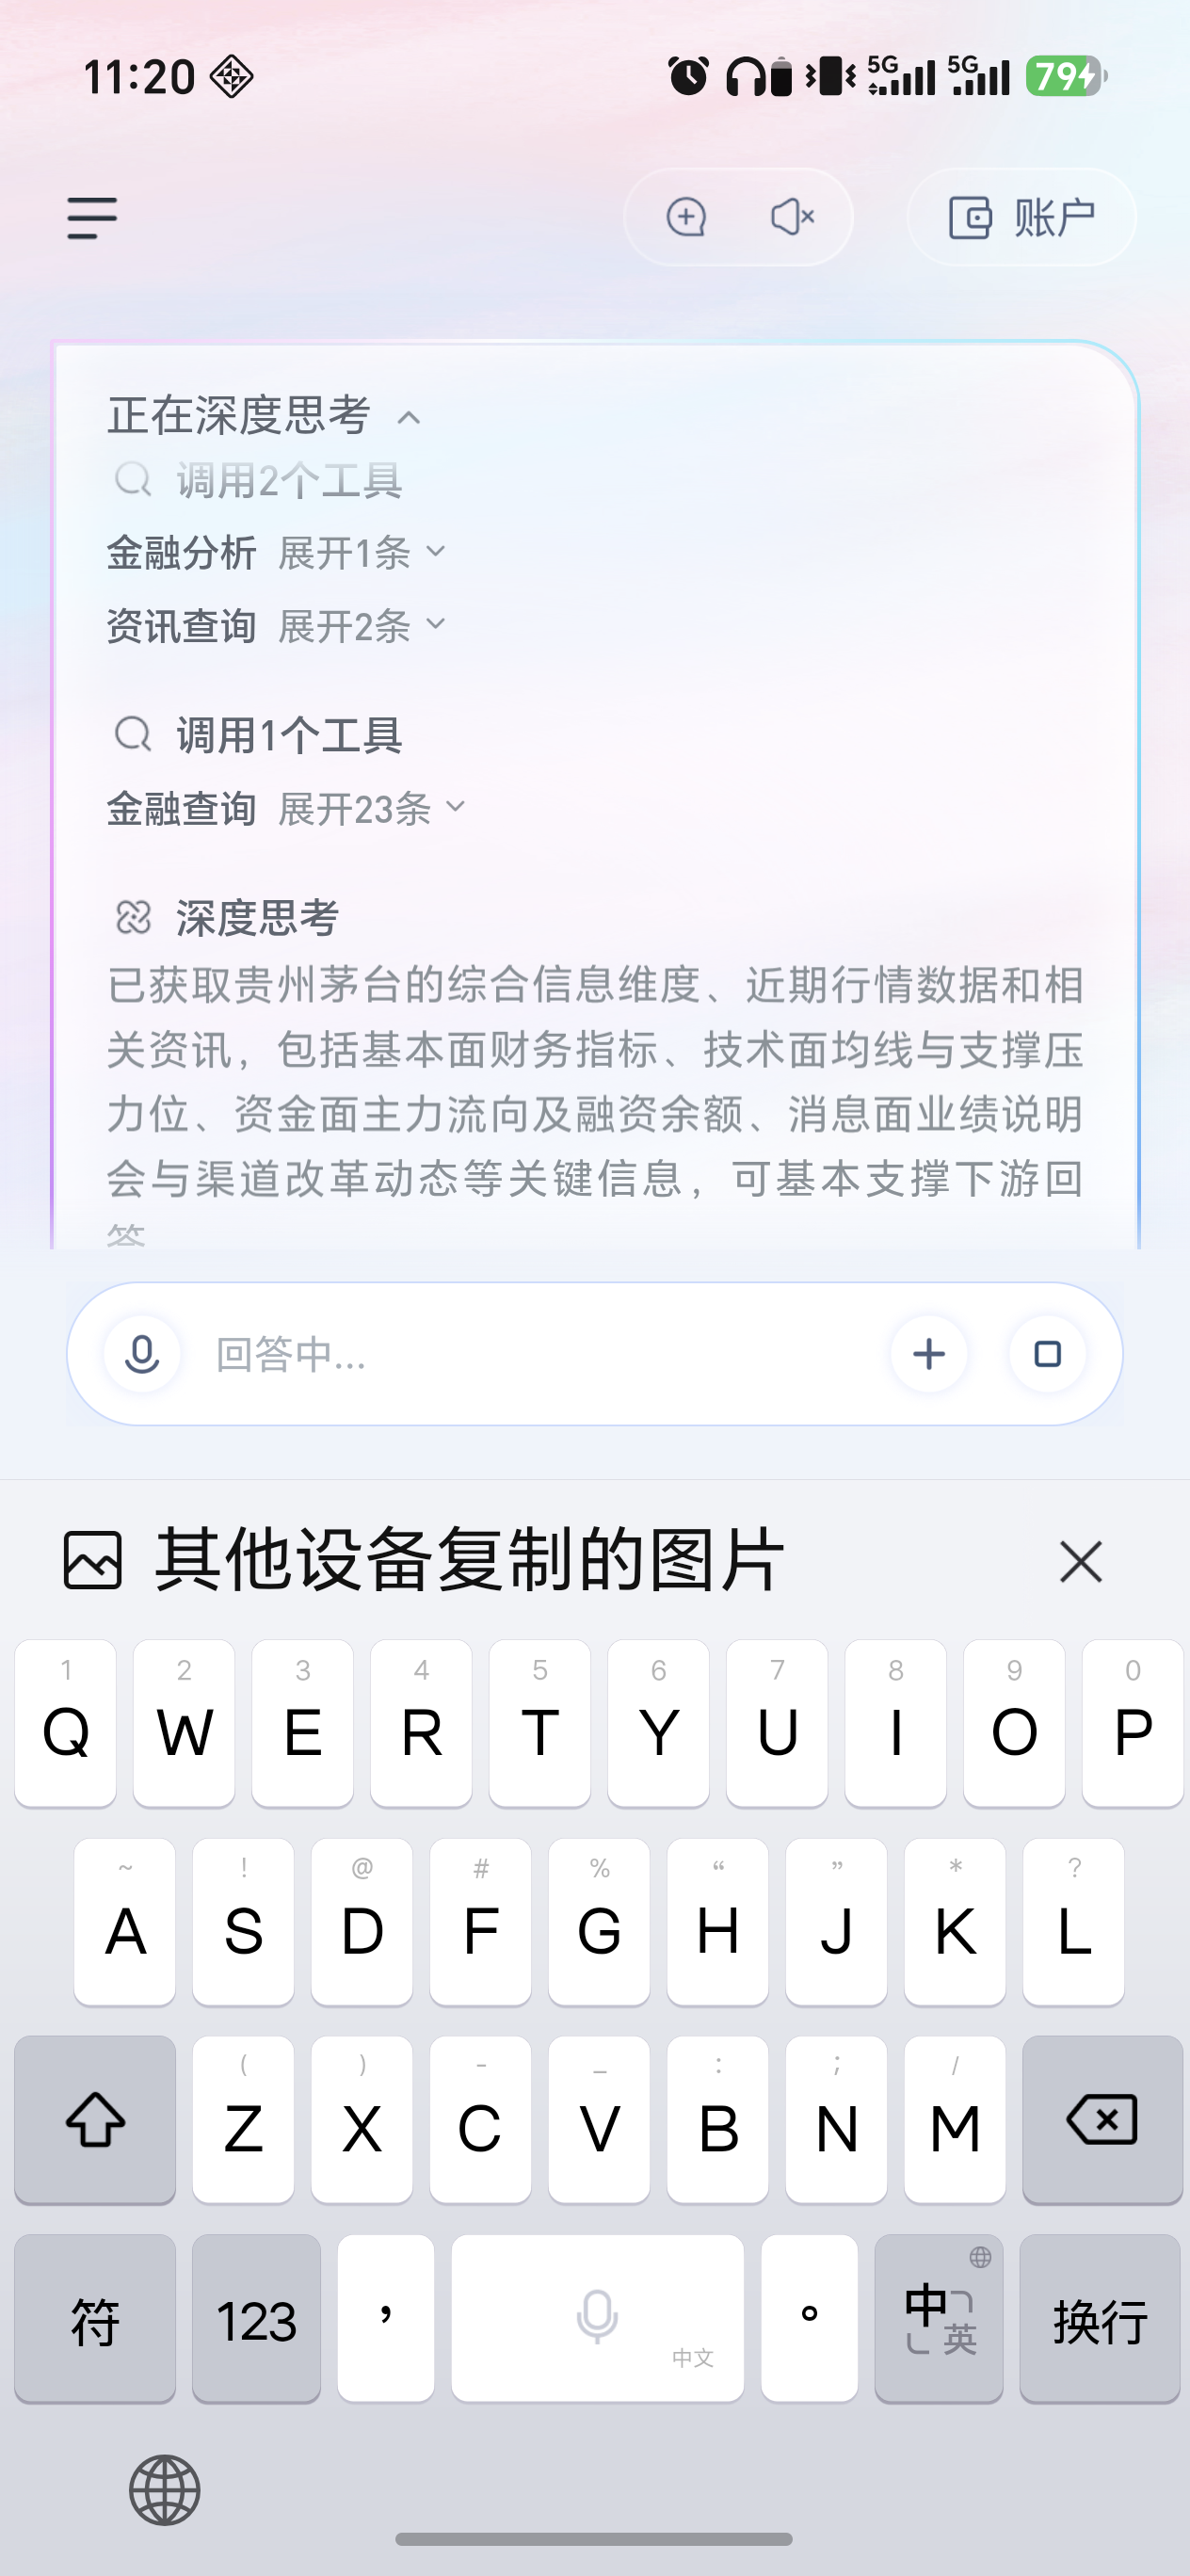 11:20 5G 5G 79
账户
正在深度思考
调用2个工具
金融分析 展开1条
资讯查询 展开2条
调用1个工具
金融查询 展开23条
深度思考
已获取贵州茅台的综合信息维度、近期行情数据和相
关资讯，包括基本面财务指标、技术面均线与支撑压
力位、资金面主力流向及融资余额、消息面业绩说明
会与渠道改革动态等关键信息，可基本支撑下游回
答
回答中...
其他设备复制的图片
1 2 3 4 5 6 7 8 9 0
Q W E R T Y U I O P
~ ! @ # % “ ” * ?
A S D F G H J K L
( ) - _ : ; /
Z X C V B N M
符 123 ， 中文 。 中 英 换行